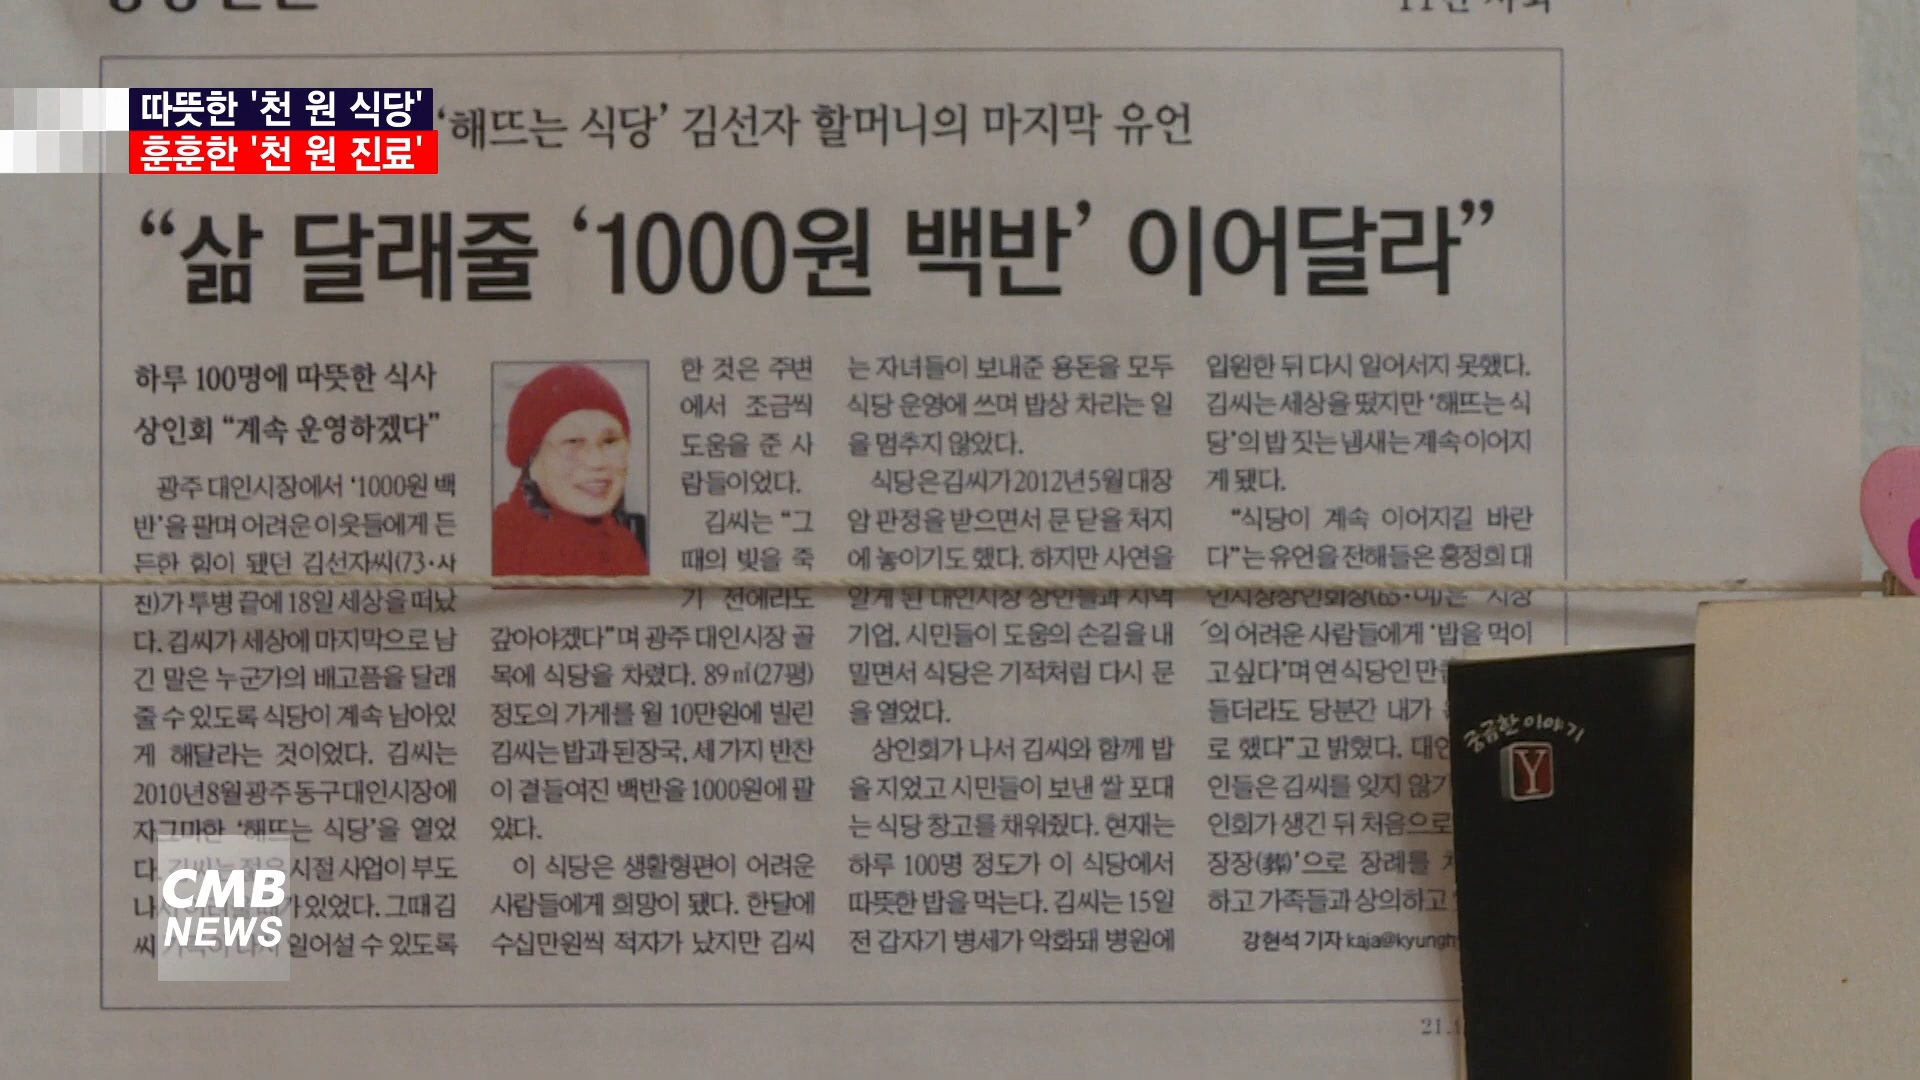 따뜻한 '천 원 식당'
훈훈한 '천 원 진료'
‘해뜨는 식당’ 김선자 할머니의 마지막 유언
“삶 달래줄 ‘1000원 백반’ 이어달라”
하루 100명에 따뜻한 식사
상인회 “계속 운영하겠다”
광주 대인시장에서 ‘1000원 백
반’을 팔며 어려운 이웃들에게 든
든한 힘이 됐던 김선자씨(73·사
진)가 투병 끝에 18일 세상을 떠났
다. 김씨가 세상에 마지막으로 남
긴 말은 누군가의 배고픔을 달래
줄 수 있도록 식당이 계속 남아있
게 해달라는 것이었다. 김씨는
2010년 8월 광주 동구 대인시장에
자그마한 ‘해뜨는 식당’을 열었
다. 시절 사업이 부도
가 있었다. 그때 김
씨 일어설 수 있도록
한 것은 주변
에서 조금씩
도움을 준 사
람들이었다.
김씨는 “그
때의 빚을 죽
기 전에라도
갚아야겠다”며 광주 대인시장 골
목에 식당을 차렸다. 89㎡(27평)
정도의 가게를 월 10만원에 빌린
김씨는 밥과 된장국, 세 가지 반찬
이 곁들여진 백반을 1000원에 팔
았다.
이 식당은 생활형편이 어려운
사람들에게 희망이 됐다. 한달에
수십만원씩 적자가 났지만 김씨
는 자녀들이 보내준 용돈을 모두
식당 운영에 쓰며 밥상 차리는 일
을 멈추지 않았다.
식당은 김씨가 2012년 5월 대장
암 판정을 받으면서 문 닫을 처지
에 놓이기도 했다. 하지만 사연을
알게 된 대인시장 상인들과 지역
기업, 시민들이 도움의 손길을 내
밀면서 식당은 기적처럼 다시 문
을 열었다.
상인회가 나서 김씨와 함께 밥
을 지었고 시민들이 보낸 쌀 포대
는 식당 창고를 채워줬다. 현재는
하루 100명 정도가 이 식당에서
따뜻한 밥을 먹는다. 김씨는 15일
전 갑자기 병세가 악화돼 병원에
입원한 뒤 다시 일어서지 못했다.
김씨는 세상을 떴지만 ‘해뜨는 식
당’의 밥 짓는 냄새는 계속 이어지
게 됐다.
“식당이 계속 이어지길 바란
다”는 유언을 전해들은 홍정희 대
인시장상인회장(65·여)은 “시장
의 어려운 사람들에게 ‘밥을 먹이
고 싶다’며 연 식당인 만
들더라도 당분간 내가
로 했다”고 밝혔다. 대인
인들은 김씨를 잊지 않기
인회가 생긴 뒤 처음으로
장장(葬)’으로 장례를
하고 가족들과 상의하고
강현석 기자 kaja@kyungh
궁금한 이야기
Y
CMB
NEWS